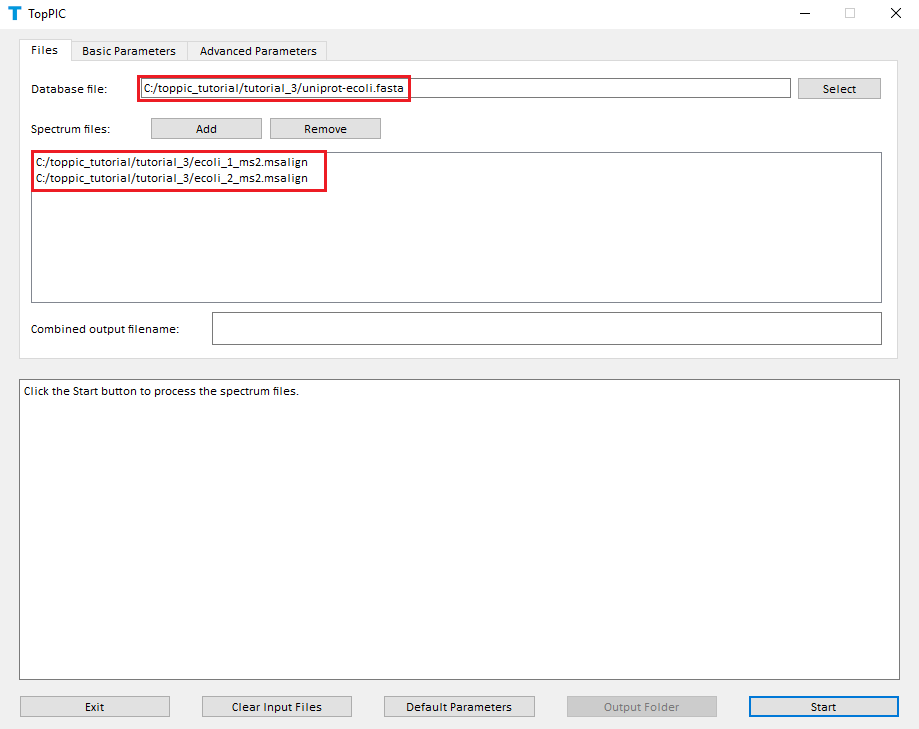 TopPIC
Files Basic Parameters Advanced Parameters
Database file: C:/toppic_tutorial/tutorial_3/uniprot-ecoli.fasta Select
Spectrum files: Add Remove
C:/toppic_tutorial/tutorial_3/ecoli_1_ms2.msalign
C:/toppic_tutorial/tutorial_3/ecoli_2_ms2.msalign
Combined output filename:
Click the Start button to process the spectrum files.
Exit Clear Input Files Default Parameters Output Folder Start